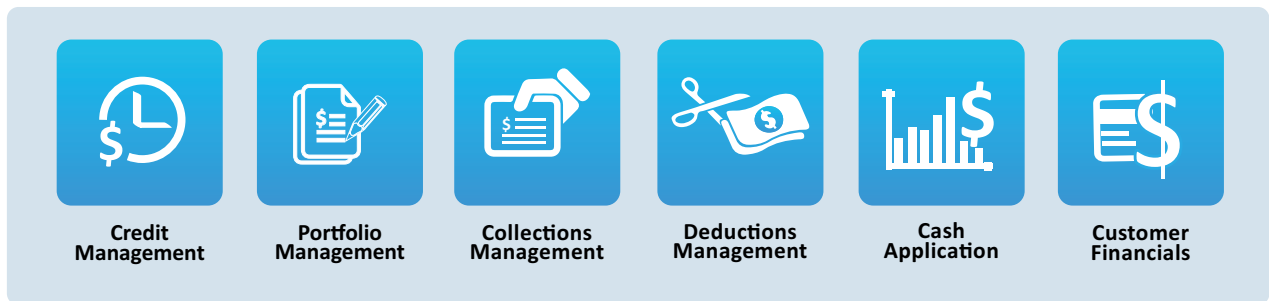 Credit
Management
Portfolio
Management
Collections
Management
Deductions
Management
Cash
Application
Customer
Financials
$
$
$
$
$
$